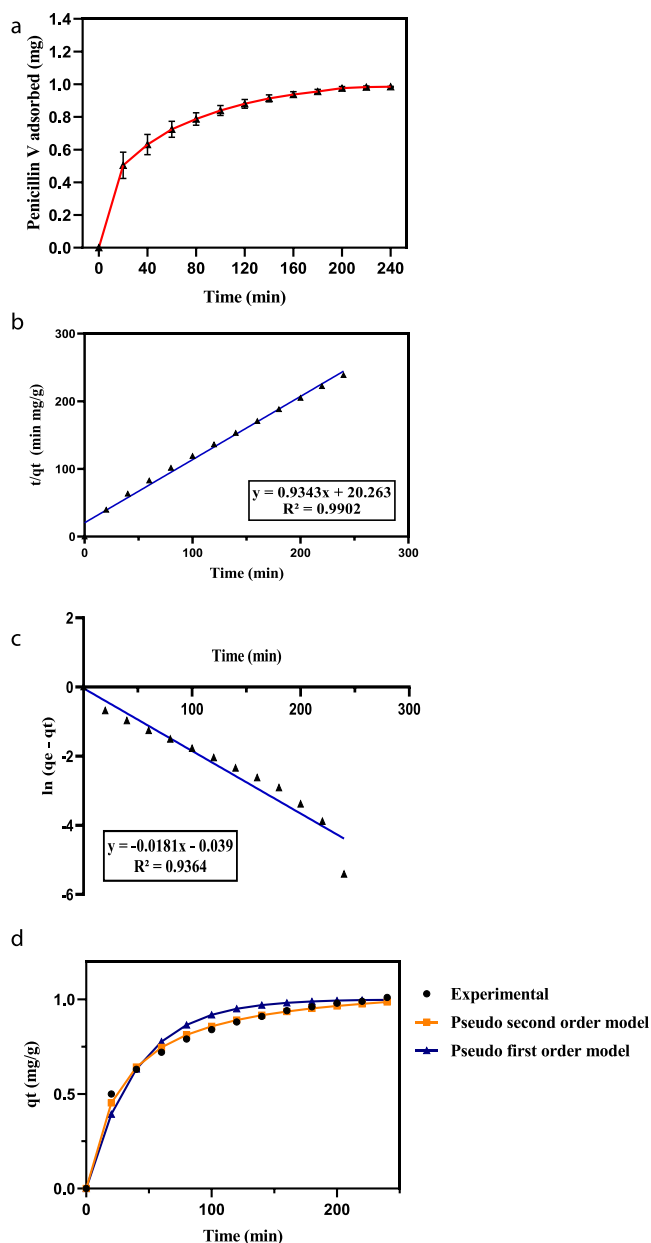 a
Penicillin V adsorbed (mg)
1.4
1.2
1.0
0.8
0.6
0.4
0.2
0.0
0 40 80 120 160 200 240
Time (min)
b
t/qt (min mg/g)
300
200
100
0
0 100 200 300
y = 0.9343x + 20.263
R² = 0.9902
Time (min)
c
Time (min)
ln (qe - qt)
2
0
-2
-4
-6
100 200 300
y = -0.0181x - 0.039
R² = 0.9364
d
qt (mg/g)
1.0
0.5
0.0
0 100 200
Time (min)
Experimental
Pseudo second order model
Pseudo first order model